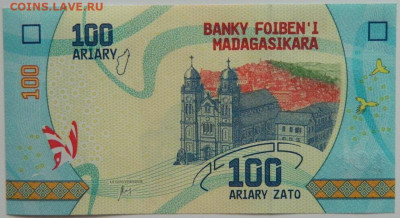 COINS.LAVE.RU
100
ARIARY
BANKY FOIBEN'I
MADAGASIKARA
100
100
ARIARY ZATO